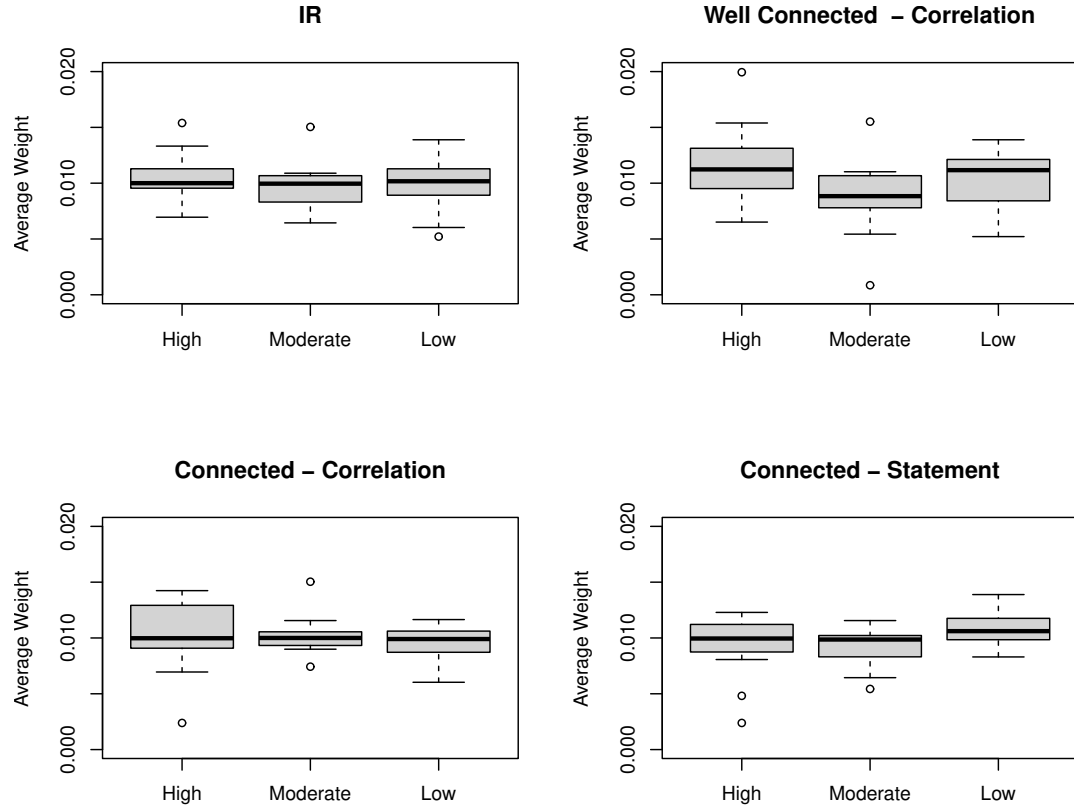 IR
Average Weight
0.020
0.010
0.000
High Moderate Low
Well Connected − Correlation
Average Weight
0.020
0.010
0.000
High Moderate Low
Connected − Correlation
Average Weight
0.020
0.010
0.000
High Moderate Low
Connected − Statement
Average Weight
0.020
0.010
0.000
High Moderate Low